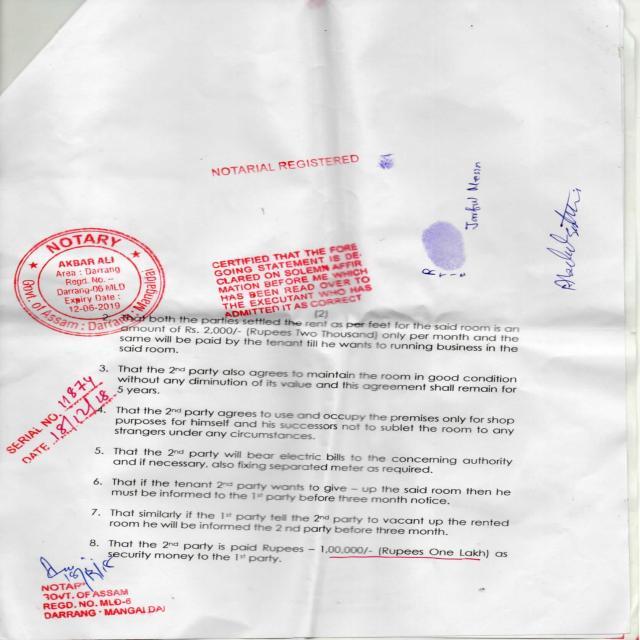 NOTARIAL REGISTERED
NOTARY
AKBAR ALI
Area : Darrang
Regd. No. –
Darrang-06 MLD
Expiry Date :
12-06-2019
Govt. of Assam : Darrang Mangaldai
CERTIFIED THAT THE FORE
GOING STATEMENT IS DE-
CLARED ON SOLEMN AFFIR
MATION BEFORE ME WHICH
HAS BEEN READ OVER TO
THE EXECUTANT WHO HAS
ADMITTED IT AS CORRECT
(2)
2. That both the parties settled the rent as per feet for the said room is an
amount of Rs. 2,000/- (Rupees Two Thousand) only per month and the
same will be paid by the tenant till he wants to running business in the
said room.
3. That the 2nd party also agrees to maintain the room in good condition
without any diminution of its value and this agreement shall remain for
5 years.
SERIAL NO. 11874
DATE 18/12/18
4. That the 2nd party agrees to use and occupy the premises only for shop
purposes for himself and his successors not to sublet the room to any
strangers under any circumstances.
5. That the 2nd party will bear electric bills to the concerning authority
and if necessary, also fixing separated meter as required.
6. That if the tenant 2nd party wants to give – up the said room then he
must be informed to the 1st party before three month notice.
7. That similarly if the 1st party tell the 2nd party to vacant up the rented
room he will be informed the 2 nd party before three month.
8. That the 2nd party is paid Rupees – 1,00,000/- (Rupees One Lakh) as
security money to the 1st party.
NOTARY
GOVT. OF ASSAM
REGD. NO. MLD-6
DARRANG - MANGALDAI